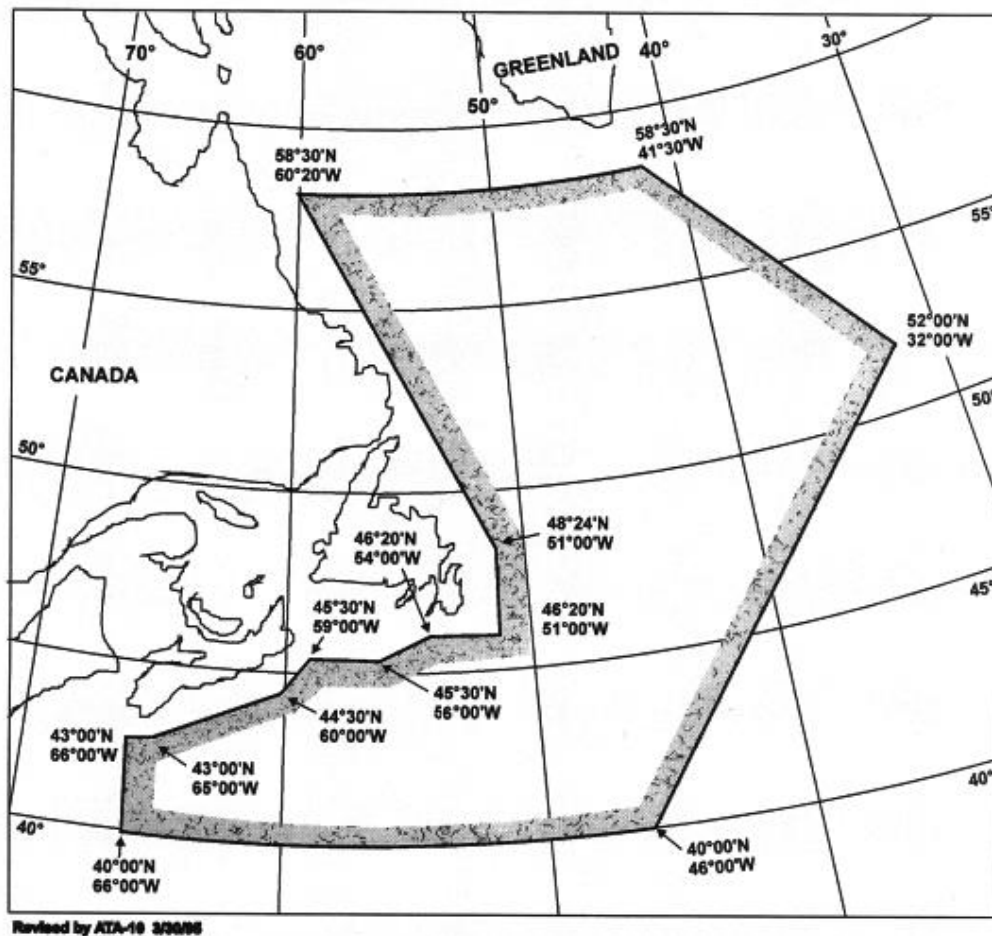 70°
60°
GREENLAND
40°
30°
50°
58°30'N
41°30'W
58°30'N
60°20'W
55°
55°
52°00'N
32°00'W
CANADA
50°
50°
48°24'N
51°00'W
46°20'N
54°00'W
45°
45°30'N
59°00'W
46°20'N
51°00'W
45°30'N
56°00'W
44°30'N
60°00'W
43°00'N
66°00'W
43°00'N
65°00'W
40°
40°
40°00'N
66°00'W
40°00'N
46°00'W
Revised by ATA-10 3/30/95